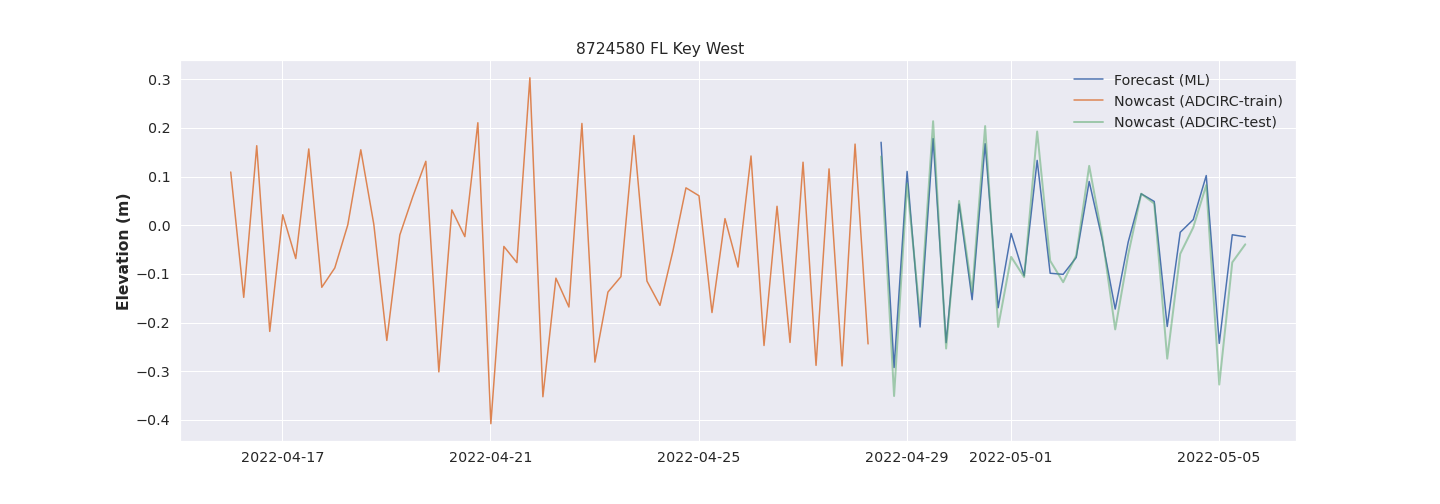 8724580 FL Key West
Forecast (ML)
Nowcast (ADCIRC-train)
Nowcast (ADCIRC-test)
Elevation (m)
0.3
0.2
0.1
0.0
−0.1
−0.2
−0.3
−0.4
2022-04-17 2022-04-21 2022-04-25 2022-04-29 2022-05-01 2022-05-05